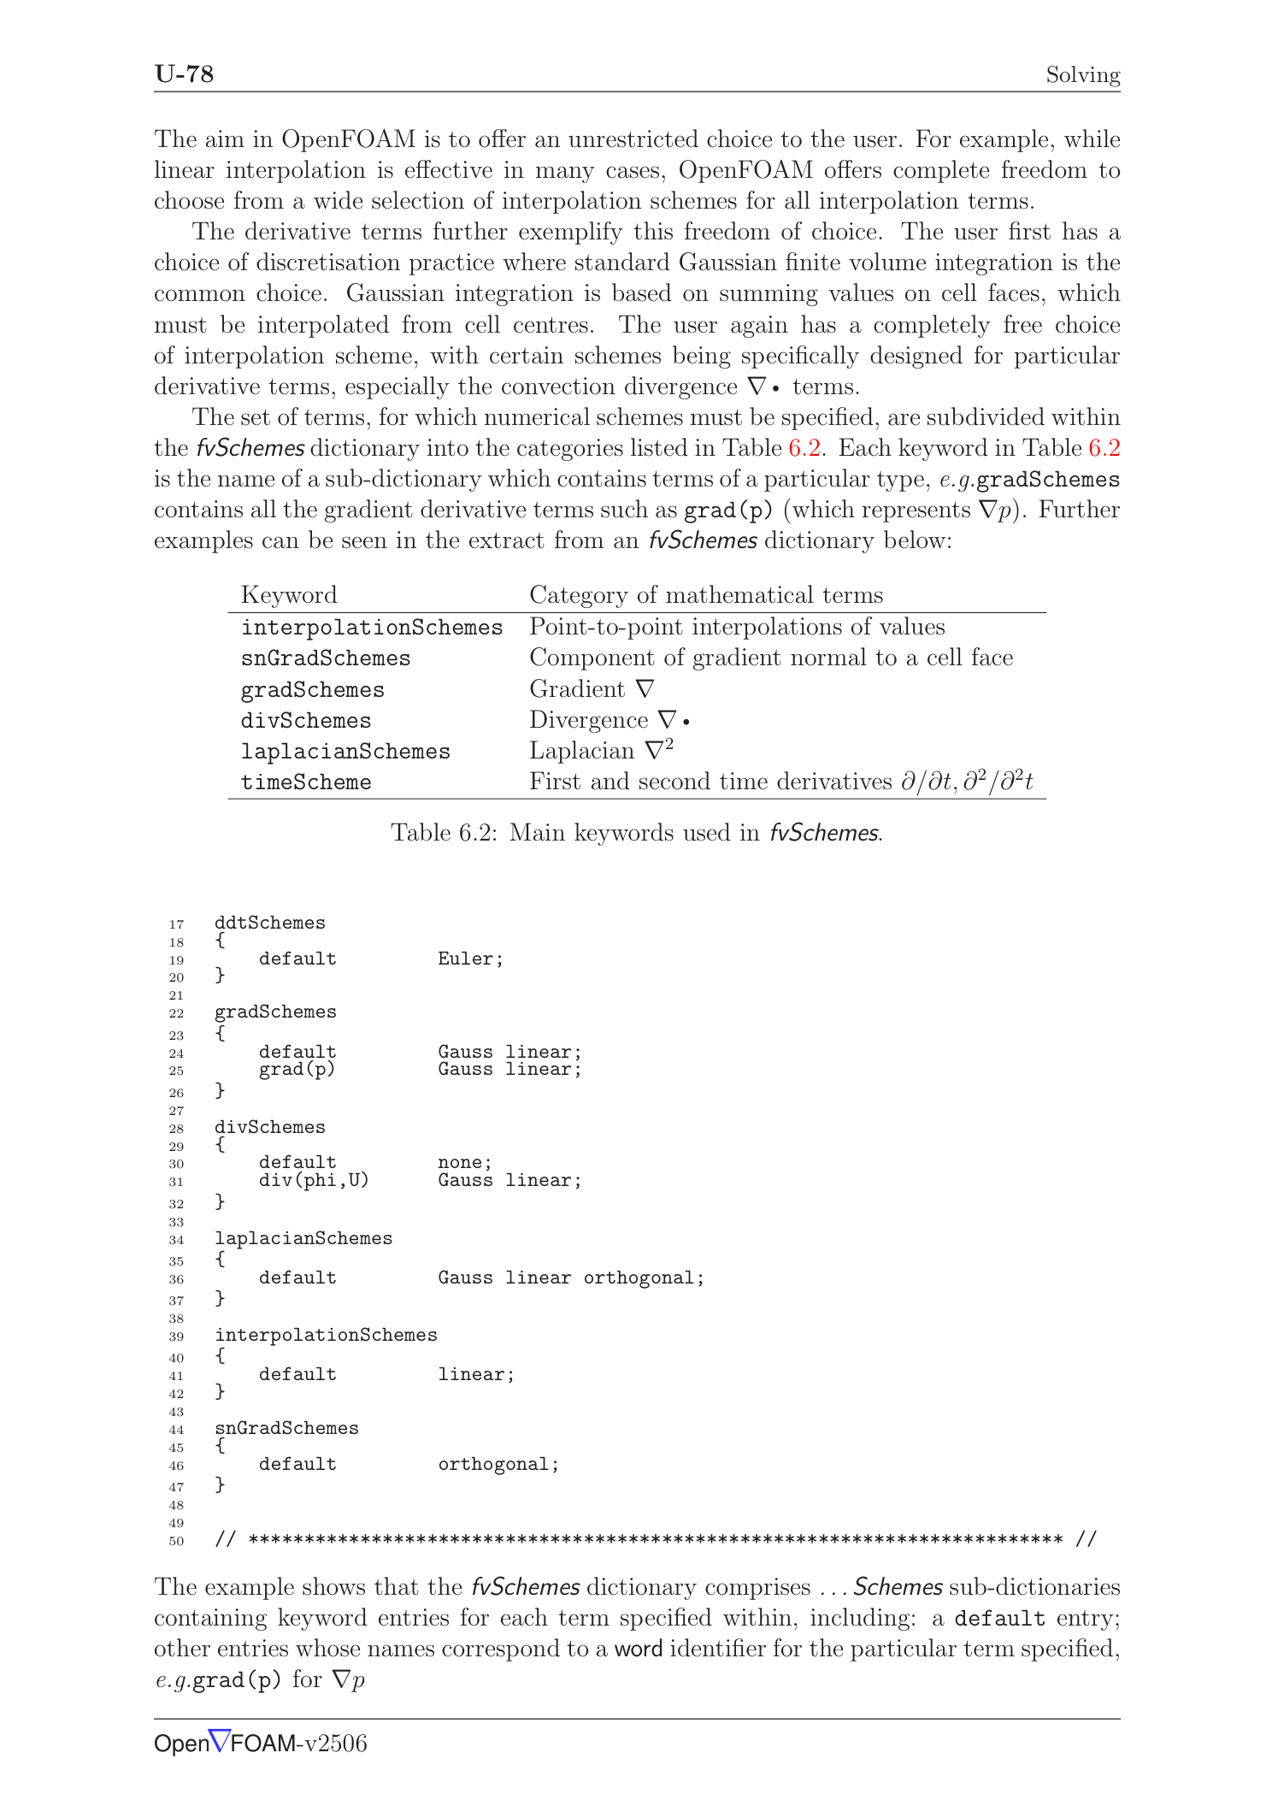 U-78 Solving
The aim in OpenFOAM is to offer an unrestricted choice to the user. For example, while
linear interpolation is effective in many cases, OpenFOAM offers complete freedom to
choose from a wide selection of interpolation schemes for all interpolation terms.
The derivative terms further exemplify this freedom of choice. The user first has a
choice of discretisation practice where standard Gaussian finite volume integration is the
common choice. Gaussian integration is based on summing values on cell faces, which
must be interpolated from cell centres. The user again has a completely free choice
of interpolation scheme, with certain schemes being specifically designed for particular
derivative terms, especially the convection divergence ∇• terms.
The set of terms, for which numerical schemes must be specified, are subdivided within
the fvSchemes dictionary into the categories listed in Table 6.2. Each keyword in Table 6.2
is the name of a sub-dictionary which contains terms of a particular type, e.g.gradSchemes
contains all the gradient derivative terms such as grad(p) (which represents ∇p). Further
examples can be seen in the extract from an fvSchemes dictionary below:
Keyword Category of mathematical terms
interpolationSchemes Point-to-point interpolations of values
snGradSchemes Component of gradient normal to a cell face
gradSchemes Gradient ∇
divSchemes Divergence ∇•
laplacianSchemes Laplacian ∇²
timeScheme First and second time derivatives ∂/∂t, ∂²/∂²t
Table 6.2: Main keywords used in fvSchemes.
17 ddtSchemes
18 {
19 default Euler;
20 }
21
22 gradSchemes
23 {
24 default Gauss linear;
25 grad(p) Gauss linear;
26 }
27
28 divSchemes
29 {
30 default none;
31 div(phi,U) Gauss linear;
32 }
33
34 laplacianSchemes
35 {
36 default Gauss linear orthogonal;
37 }
38
39 interpolationSchemes
40 {
41 default linear;
42 }
43
44 snGradSchemes
45 {
46 default orthogonal;
47 }
48
49
50 // ************************************************************************* //
The example shows that the fvSchemes dictionary comprises ...Schemes sub-dictionaries
containing keyword entries for each term specified within, including: a default entry;
other entries whose names correspond to a word identifier for the particular term specified,
e.g.grad(p) for ∇p
Open∇FOAM-v2506